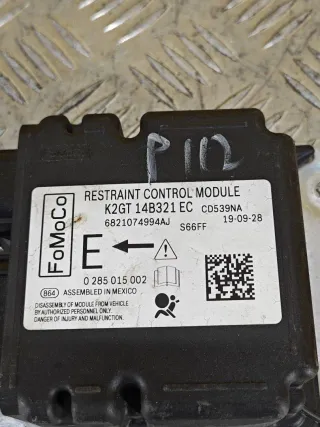 P112
RESTRAINT CONTROL MODULE
K2GT 14B321 EC CD539NA
6821074994AJ 19-09-28
S66FF
FoMoCo
E
0 285 015 002
864 ASSEMBLED IN MEXICO
DISASSEMBLY OF MODULE FROM VEHICLE
BY AUTHORIZED PERSONNEL ONLY.
DANGER OF INJURY AND MALFUNCTION.